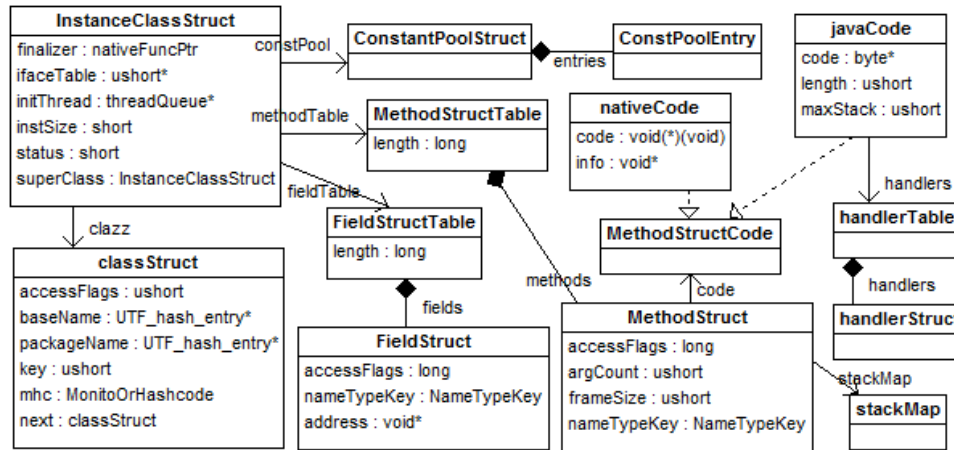 InstanceClassStruct
finalizer : nativeFuncPtr
ifaceTable : ushort*
initThread : threadQueue*
instSize : short
status : short
superClass : InstanceClassStruct
constPool
ConstantPoolStruct
entries
ConstPoolEntry
methodTable
MethodStructTable
length : long
fieldTable
FieldStructTable
length : long
clazz
classStruct
accessFlags : ushort
baseName : UTF_hash_entry*
packageName : UTF_hash_entry*
key : ushort
mhc : MonitoOrHashcode
next : classStruct
fields
FieldStruct
accessFlags : long
nameTypeKey : NameTypeKey
address : void*
nativeCode
code : void(*)(void)
info : void*
javaCode
code : byte*
length : ushort
maxStack : ushort
handlers
handlerTable
handlers
handlerStruct
MethodStructCode
methods
code
MethodStruct
accessFlags : long
argCount : ushort
frameSize : ushort
nameTypeKey : NameTypeKey
stackMap
stackMap